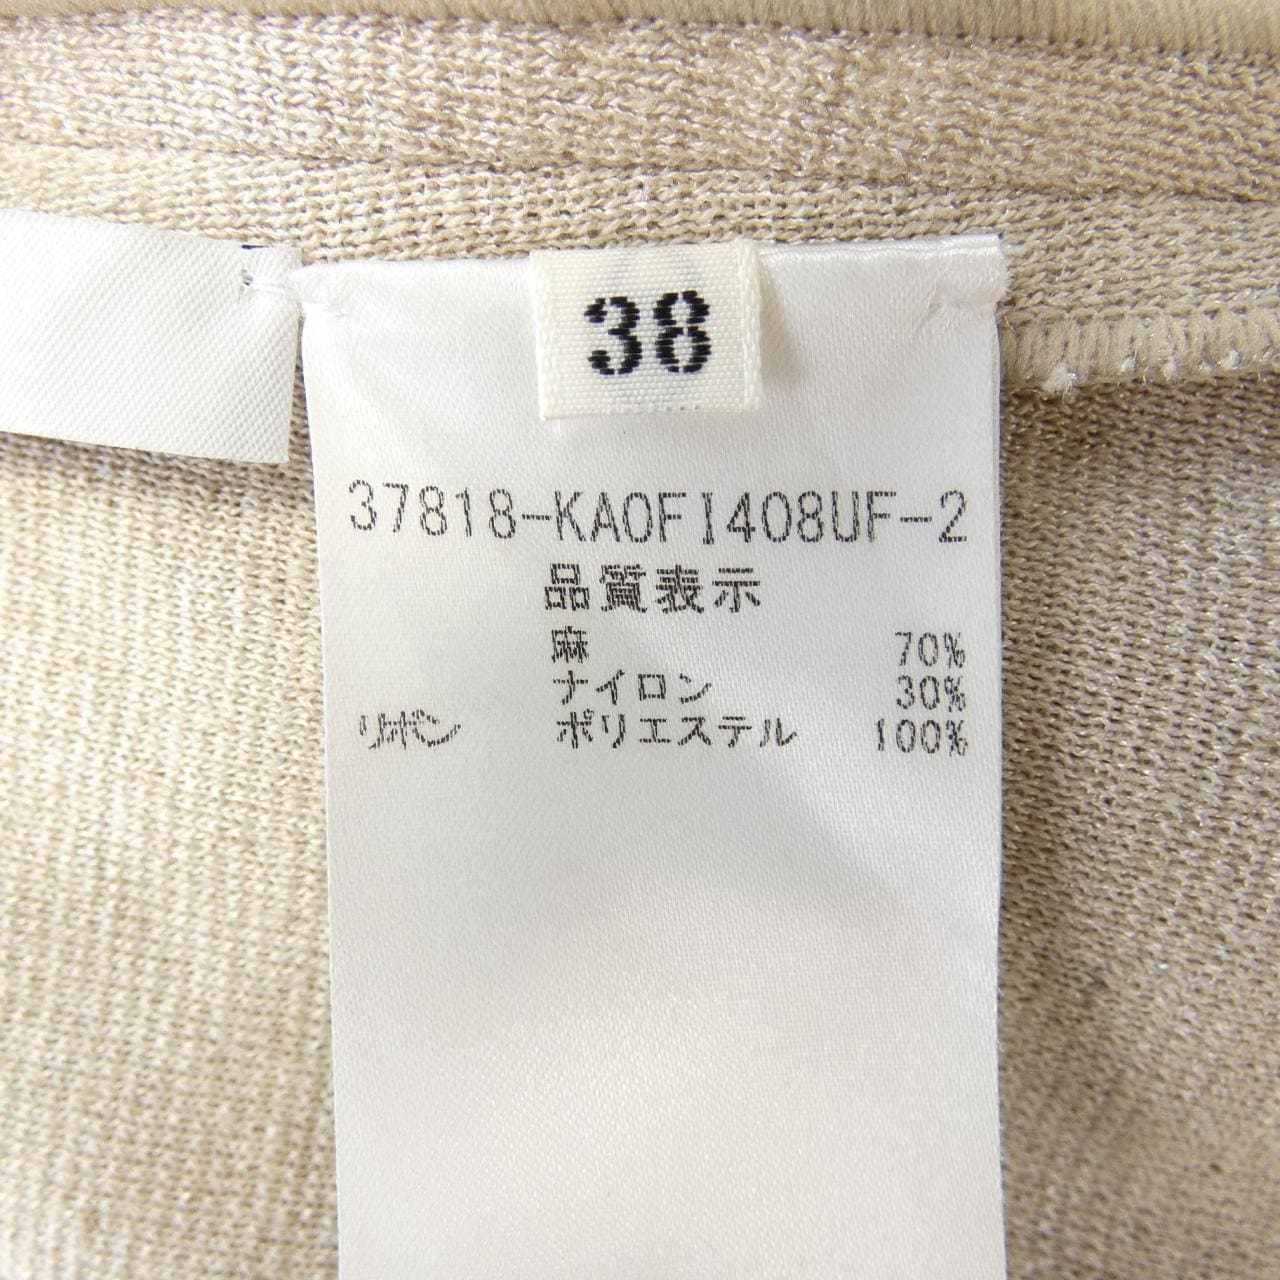 38
37818-KA0FI408UF-2
品質表示
麻 70%
ナイロン 30%
リボン ポリエステル 100%